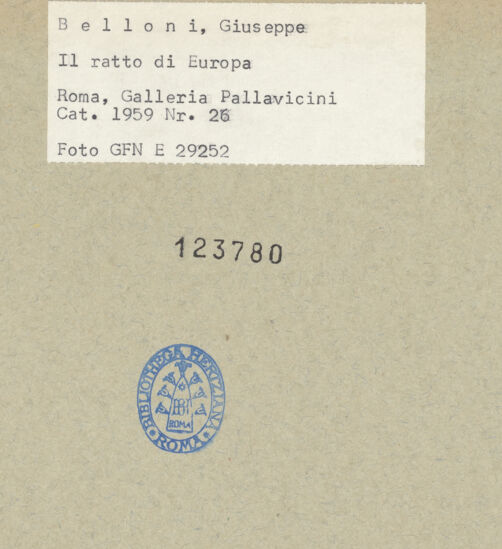 B e l l o n i, Giuseppe
Il ratto di Europa
Roma, Galleria Pallavicini
Cat. 1959 Nr. 26
Foto GFN E 29252
123780
BIBLIOTHECA HERTZIANA
ROMA
· ROMA ·